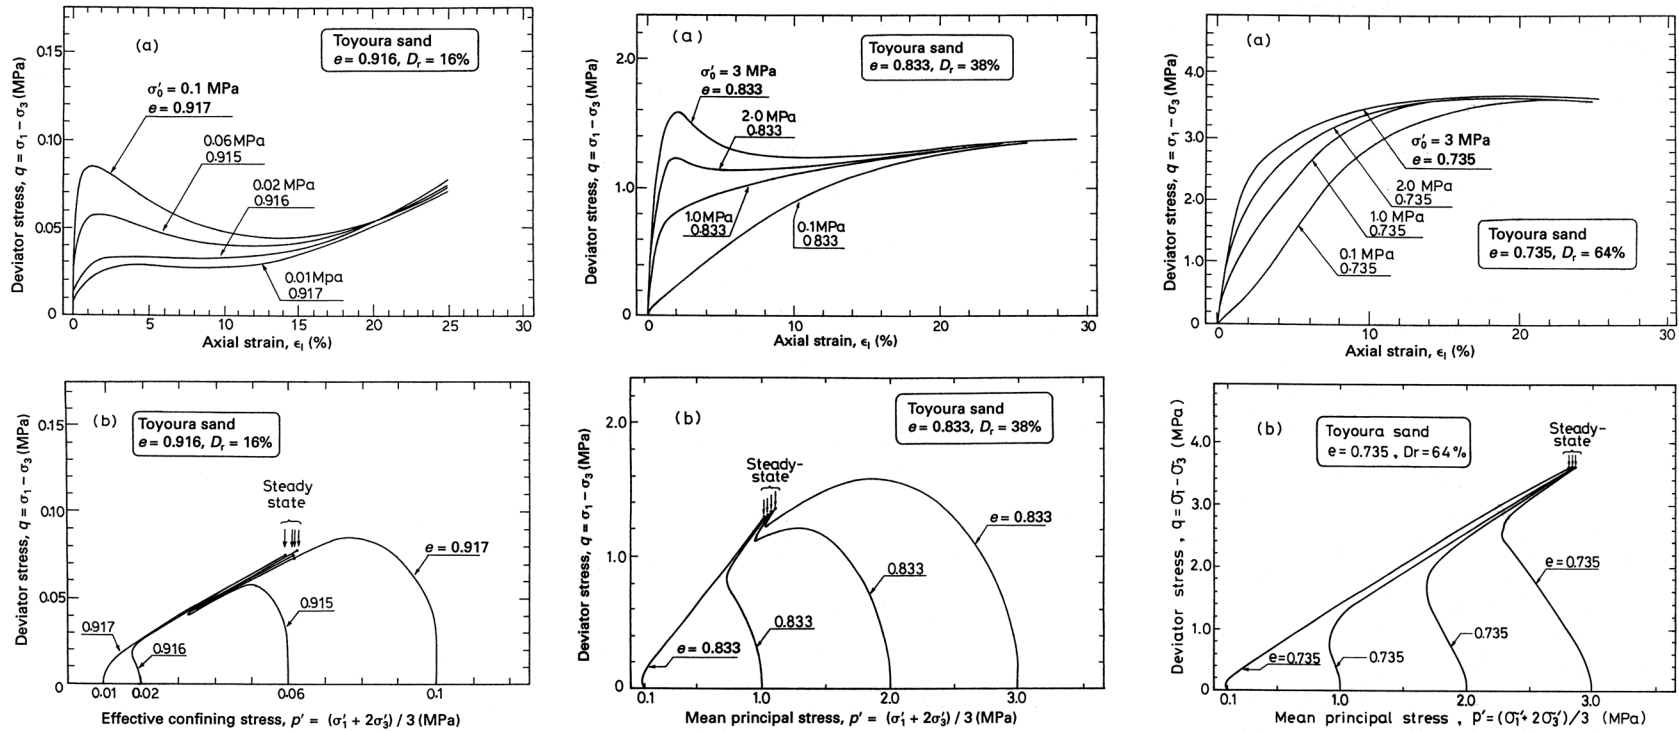 (a)
Toyoura sand
e = 0.916, Dr = 16%
Deviator stress, q = σ1 − σ3 (MPa)
0.15
0.10
0.05
0
σ′0 = 0.1 MPa
e = 0.917
0.06 MPa
0.915
0.02 MPa
0.916
0.01 Mpa
0.917
0 5 10 15 20 25 30
Axial strain, ϵI (%)
(a)
Toyoura sand
e = 0.833, Dr = 38%
Deviator stress, q = σ1 − σ3 (MPa)
2.0
1.0
0
σ′0 = 3 MPa
e = 0.833
2.0 MPa
0.833
1.0 MPa
0.833
0.1 MPa
0.833
0 10 20 30
Axial strain, ϵI (%)
(a)
Deviator stress, q = σ1 − σ3 (MPa)
4.0
3.0
2.0
1.0
0
σ′0 = 3 MPa
e = 0.735
2.0 MPa
0.735
1.0 MPa
0.735
0.1 MPa
0.735
Toyoura sand
e = 0.735, Dr = 64%
0 10 20 30
Axial strain, ϵI (%)
(b)
Toyoura sand
e = 0.916, Dr = 16%
Deviator stress, q = σ1 − σ3 (MPa)
0.15
0.10
0.05
0
Steady
state
e = 0.917
0.915
0.917
0.916
0.01 0.02 0.06 0.1
Effective confining stress, p′ = (σ′1 + 2σ′3) / 3 (MPa)
(b)
Toyoura sand
e = 0.833, Dr = 38%
Deviator stress, q = σ1 − σ3 (MPa)
2.0
1.0
0
Steady-
state
e = 0.833
0.833
0.833
e = 0.833
0.1 1.0 2.0 3.0
Mean principal stress, p′ = (σ′1 + 2σ′3) / 3 (MPa)
(b)
Toyoura sand
e = 0.735 , Dr = 64%
Deviator stress , q = σ1 − σ3 (MPa)
4.0
3.0
2.0
1.0
0
Steady-
state
e = 0.735
0.735
0.735
e = 0.735
0.1 1.0 2.0 3.0
Mean principal stress , p′ = (σ1′ + 2σ3′)/3 (MPa)